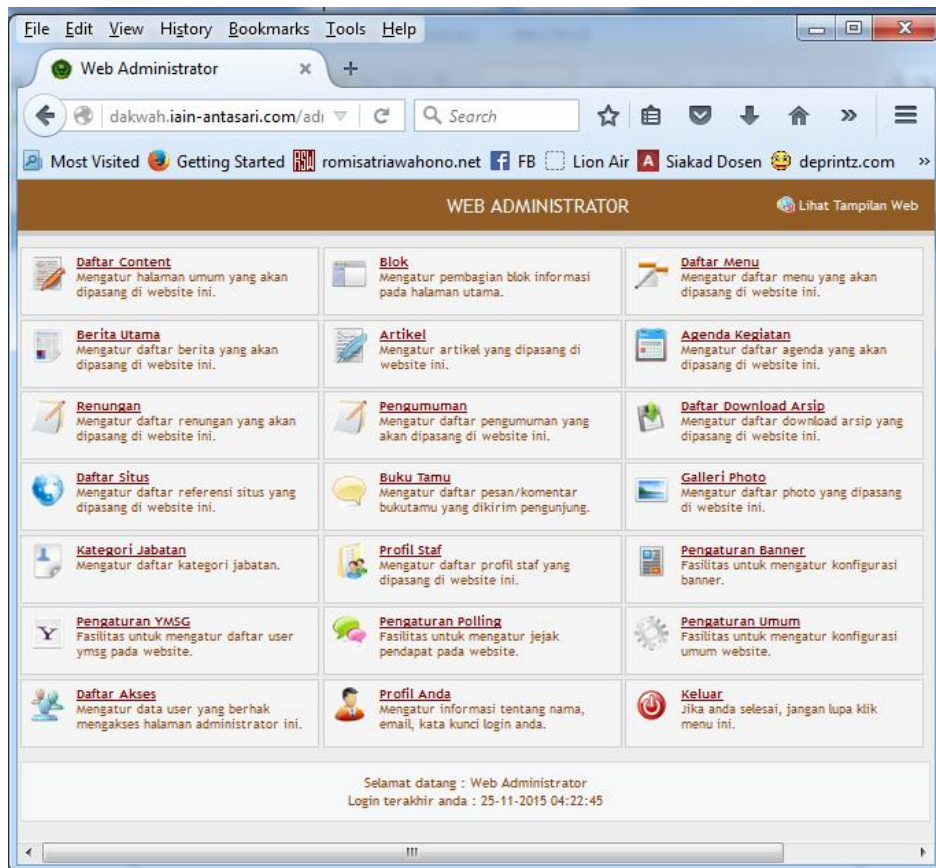 File Edit View History Bookmarks Tools Help
Web Administrator
dakwah.iain-antasari.com/adı
Search
Most Visited Getting Started RSW romisatriawahono.net FB Lion Air A Siakad Dosen deprintz.com »
WEB ADMINISTRATOR
Lihat Tampilan Web
Daftar Content
Mengatur halaman umum yang akan
dipasang di website ini.
Blok
Mengatur pembagian blok informasi
pada halaman utama.
Daftar Menu
Mengatur daftar menu yang akan
dipasang di website ini.
Berita Utama
Mengatur daftar berita yang akan
dipasang di website ini.
Artikel
Mengatur artikel yang dipasang di
website ini.
Agenda Kegiatan
Mengatur daftar agenda yang akan
dipasang di website ini.
Renungan
Mengatur daftar renungan yang akan
dipasang di website ini.
Pengumuman
Mengatur daftar pengumuman yang
akan dipasang di website ini.
Daftar Download Arsip
Mengatur daftar download arsip yang
dipasang di website ini.
Daftar Situs
Mengatur daftar referensi situs yang
dipasang di website ini.
Buku Tamu
Mengatur daftar pesan/komentar
bukutamu yang dikirim pengunjung.
Galleri Photo
Mengatur daftar photo yang dipasang
di website ini.
Kategori Jabatan
Mengatur daftar kategori jabatan.
Profil Staf
Mengatur daftar profil staf yang
dipasang di website ini.
Pengaturan Banner
Fasilitas untuk mengatur konfigurasi
banner.
Pengaturan YMSG
Fasilitas untuk mengatur daftar user
ymsg pada website.
Pengaturan Polling
Fasilitas untuk mengatur jejak
pendapat pada website.
Pengaturan Umum
Fasilitas untuk mengatur konfigurasi
umum website.
Daftar Akses
Mengatur data user yang berhak
mengakses halaman administrator ini.
Profil Anda
Mengatur informasi tentang nama,
email, kata kunci login anda.
Keluar
Jika anda selesai, jangan lupa klik
menu ini.
Selamat datang : Web Administrator
Login terakhir anda : 25-11-2015 04:22:45